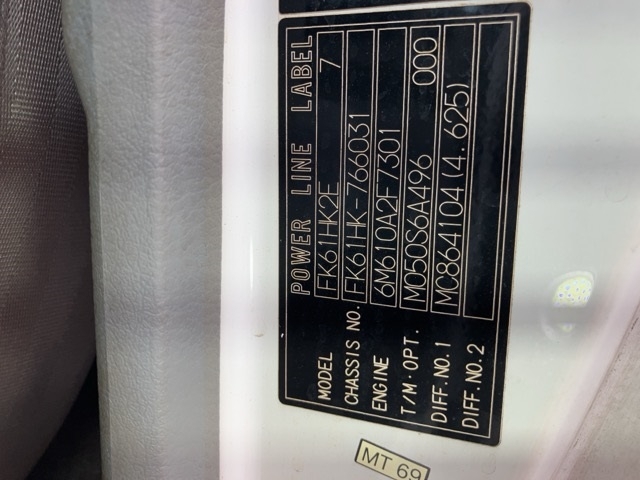 POWER LINE LABEL
MODEL FK61HK2E 7
CHASSIS NO. FK61HK-766031
ENGINE 6M610A2F7301
T/M·OPT. M050S6A496 000
DIFF.NO.1 MC864104(4.625)
DIFF.NO.2
MT 69